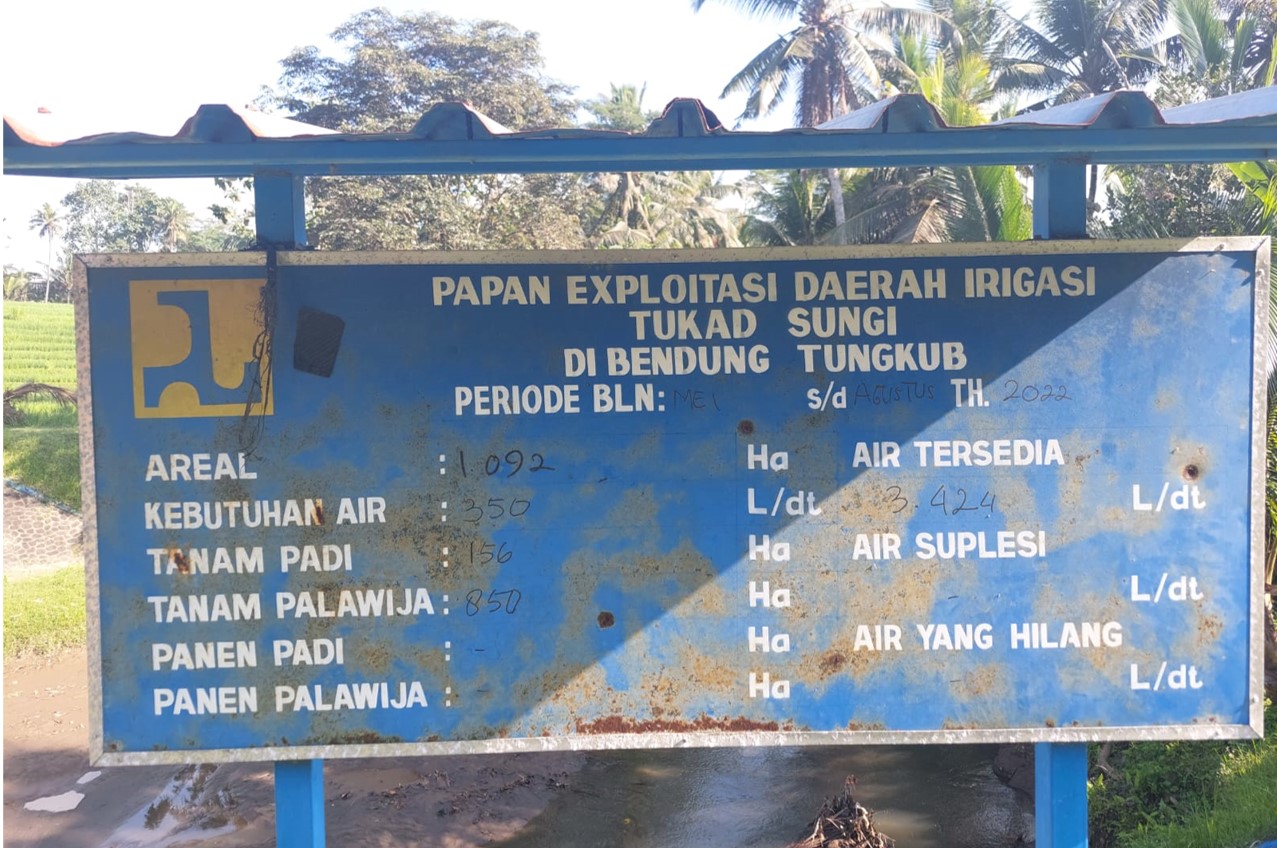 PAPAN EXPLOITASI DAERAH IRIGASI
TUKAD SUNGI
DI BENDUNG TUNGKUB
PERIODE BLN: MEI s/d AGUSTUS TH. 2022
AREAL : 1.092 Ha AIR TERSEDIA
KEBUTUHAN AIR : 350 L/dt 3.424 L/dt
TANAM PADI : 156 Ha AIR SUPLESI
TANAM PALAWIJA : 850 Ha - L/dt
PANEN PADI : - Ha AIR YANG HILANG
PANEN PALAWIJA : Ha L/dt